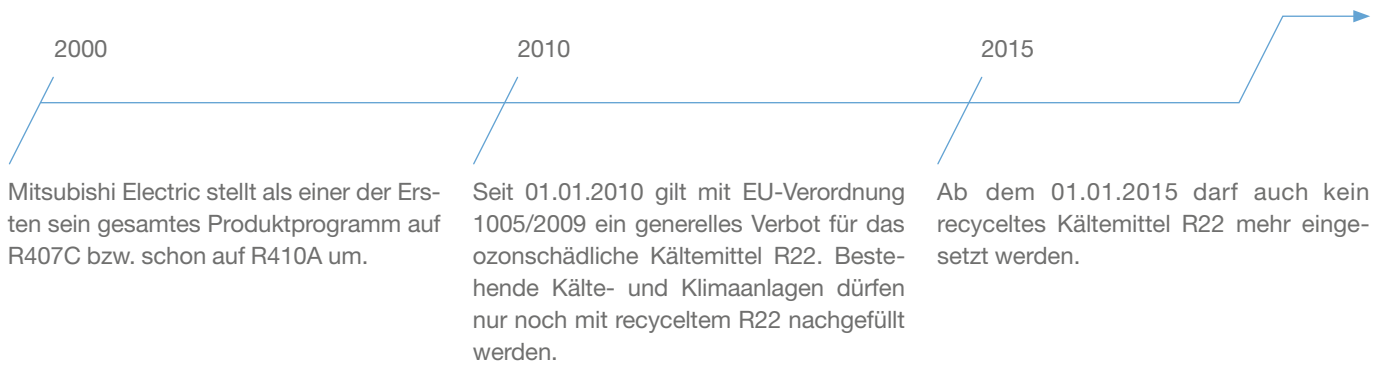 2000
Mitsubishi Electric stellt als einer der Ers-
ten sein gesamtes Produktprogramm auf
R407C bzw. schon auf R410A um.
2010
Seit 01.01.2010 gilt mit EU-Verordnung
1005/2009 ein generelles Verbot für das
ozonschädliche Kältemittel R22. Beste-
hende Kälte- und Klimaanlagen dürfen
nur noch mit recyceltem R22 nachgefüllt
werden.
2015
Ab dem 01.01.2015 darf auch kein
recyceltes Kältemittel R22 mehr einge-
setzt werden.